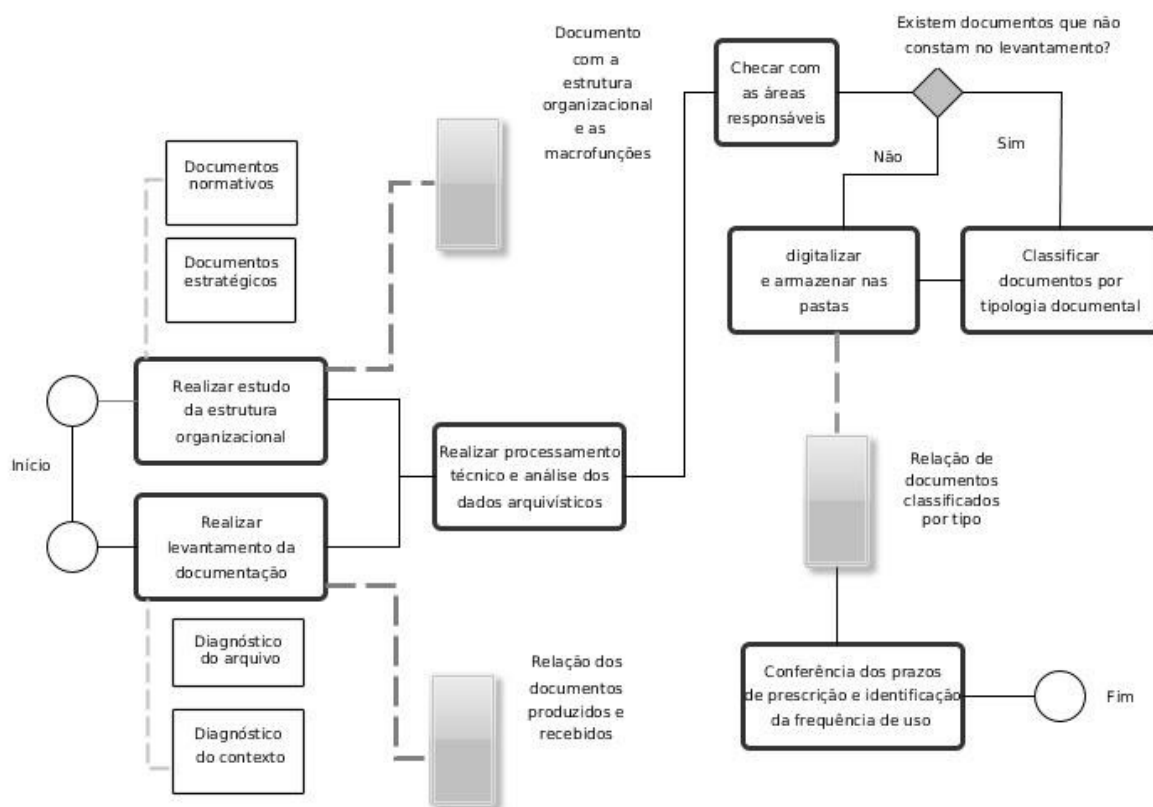 Existem documentos que não
constam no levantamento?
Documento
com a
estrutura
organizacional
e as
macrofunções
Checar com
as áreas
responsáveis
Não
Sim
Documentos
normativos
Documentos
estratégicos
digitalizar
e armazenar nas
pastas
Classificar
documentos por
tipologia documental
Início
Realizar estudo
da estrutura
organizacional
Realizar processamento
técnico e análise dos
dados arquivísticos
Realizar
levantamento da
documentação
Relação de
documentos
classificados
por tipo
Diagnóstico
do arquivo
Diagnóstico
do contexto
Relação dos
documentos
produzidos e
recebidos
Conferência dos prazos
de prescrição e identificação
da frequência de uso
Fim